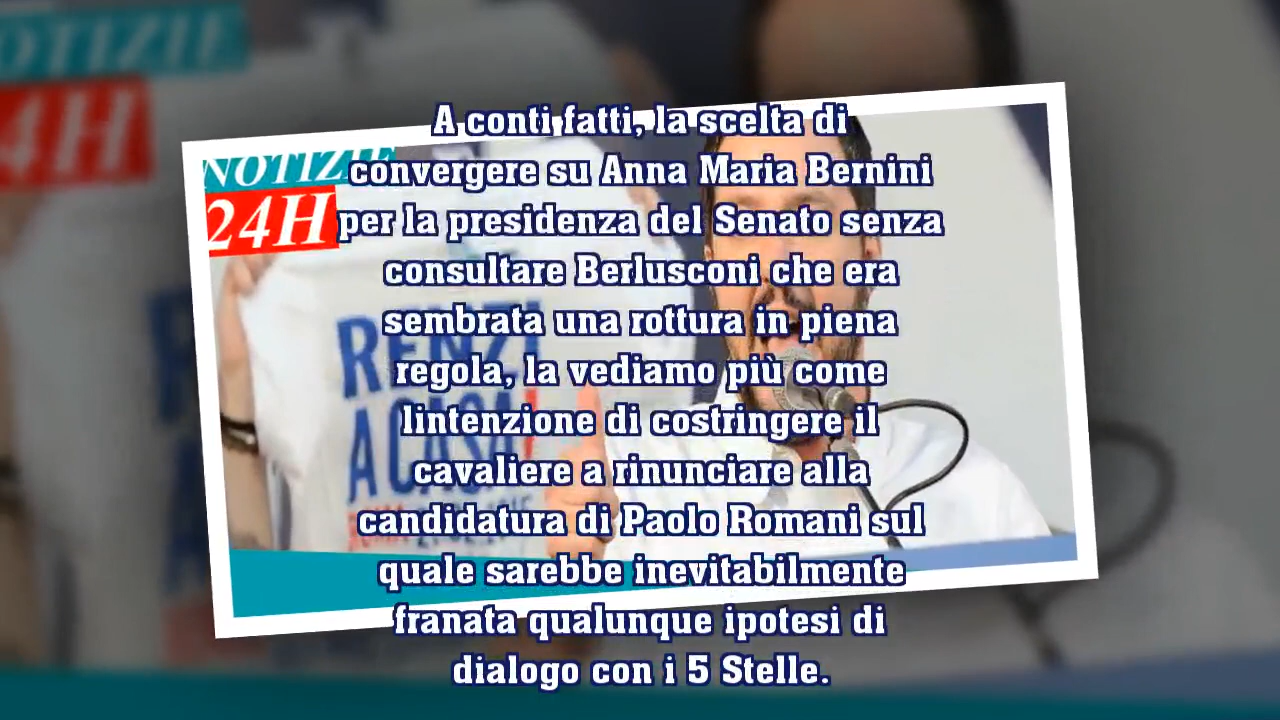 NOTIZIE
24H
A conti fatti, la scelta di
convergere su Anna Maria Bernini
per la presidenza del Senato senza
consultare Berlusconi che era
sembrata una rottura in piena
regola, la vediamo più come
lintenzione di costringere il
cavaliere a rinunciare alla
candidatura di Paolo Romani sul
quale sarebbe inevitabilmente
franata qualunque ipotesi di
dialogo con i 5 Stelle.
RENZI
A CASA!